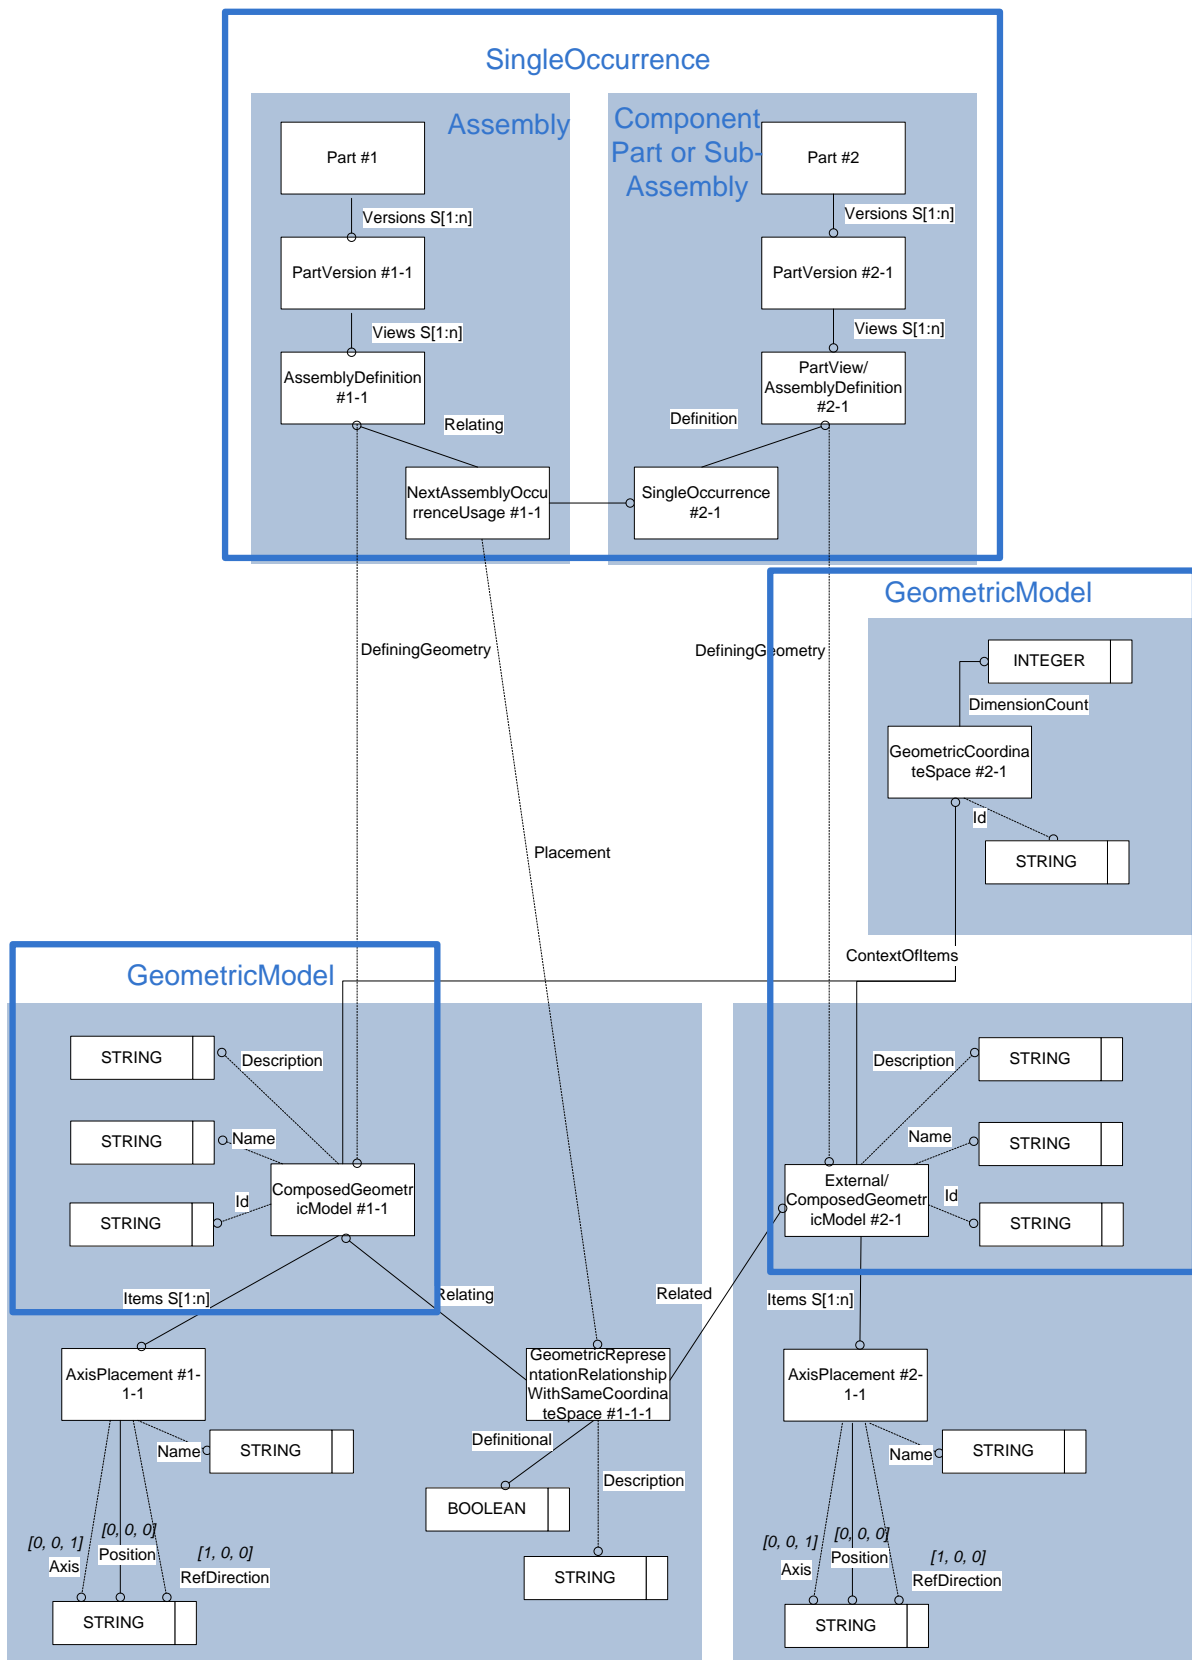 SingleOccurrence
Assembly
Component
Part or Sub-
Assembly
Part #1
Part #2
Versions S[1:n]
Versions S[1:n]
PartVersion #1-1
PartVersion #2-1
Views S[1:n]
Views S[1:n]
AssemblyDefinition
#1-1
PartView/
AssemblyDefinition
#2-1
Relating
Definition
NextAssemblyOccu
rrenceUsage #1-1
SingleOccurrence
#2-1
GeometricModel
DefiningGeometry
DefiningGeometry
INTEGER
DimensionCount
GeometricCoordina
teSpace #2-1
Id
STRING
Placement
ContextOfItems
GeometricModel
STRING
Description
STRING
Name
Id
STRING
ComposedGeomet
icModel #1-1
Description
STRING
Name
STRING
Id
STRING
External/
ComposedGeometr
icModel #2-1
Items S[1:n]
Relating
Related
Items S[1:n]
AxisPlacement #1-
1-1
GeometricReprese
ntationRelationship
WithSameCoordina
teSpace #1-1-1
AxisPlacement #2-
1-1
Name
STRING
Definitional
BOOLEAN
Description
STRING
Name
STRING
[0, 0, 1]
Axis
[0, 0, 0]
Position
[1, 0, 0]
RefDirection
STRING
[0, 0, 1]
Axis
[0, 0, 0]
Position
[1, 0, 0]
RefDirection
STRING